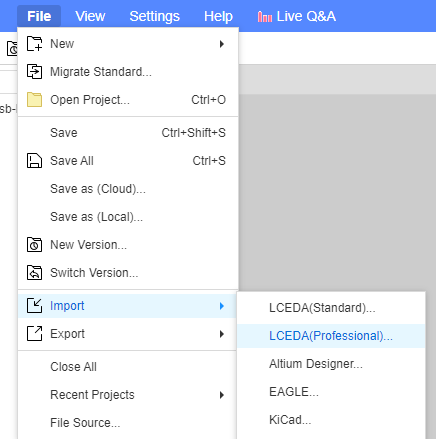 File View Settings Help Live Q&A
New
Migrate Standard...
Open Project... Ctrl+O
sb-
Save Ctrl+Shift+S
Save All Ctrl+S
Save as (Cloud)...
Save as (Local)...
New Version...
Switch Version...
Import
LCEDA(Standard)...
Export
LCEDA(Professional)...
Close All
Altium Designer...
Recent Projects
EAGLE...
File Source...
KiCad...